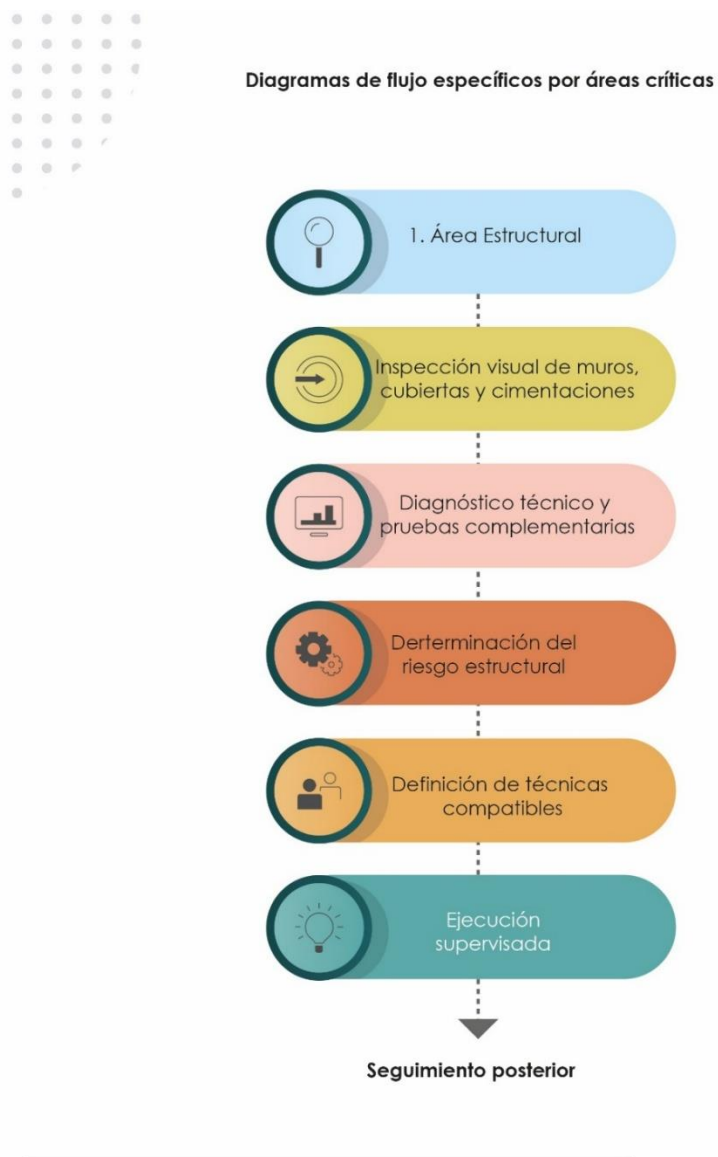 Diagramas de flujo específicos por áreas críticas
1. Área Estructural
Inspección visual de muros,
cubiertas y cimentaciones
Diagnóstico técnico y
pruebas complementarias
Derterminación del
riesgo estructural
Definición de técnicas
compatibles
Ejecución
supervisada
Seguimiento posterior